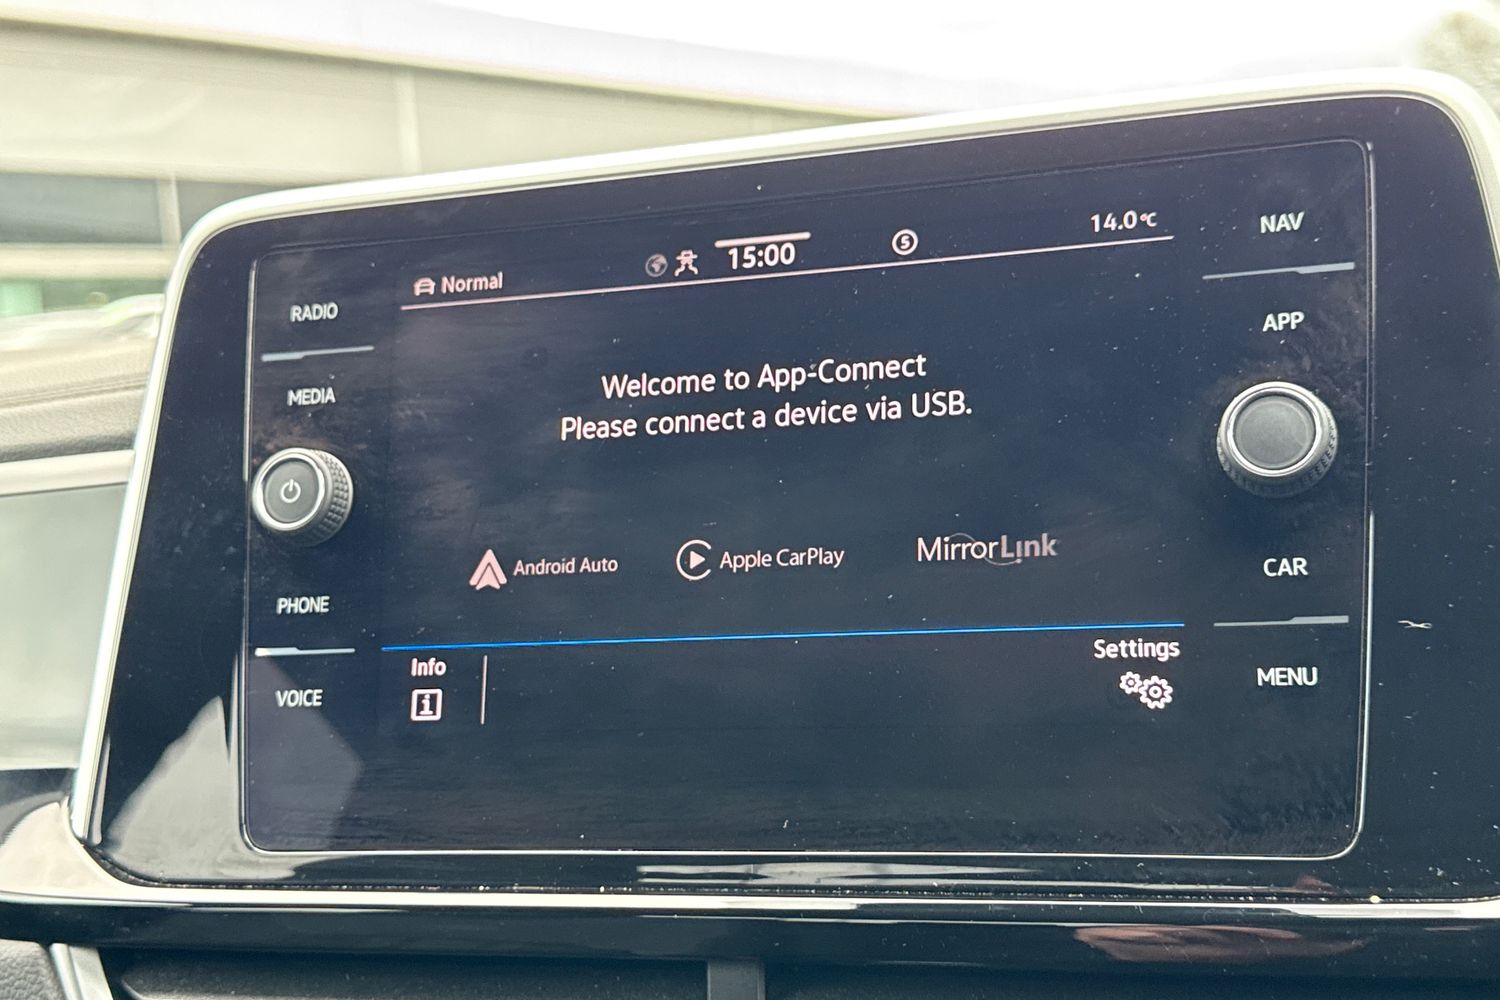 Normal
15:00
5
14.0°C
NAV
RADIO
APP
MEDIA
Welcome to App-Connect
Please connect a device via USB.
Android Auto
Apple CarPlay
MirrorLink
CAR
PHONE
Info
i
Settings
VOICE
MENU